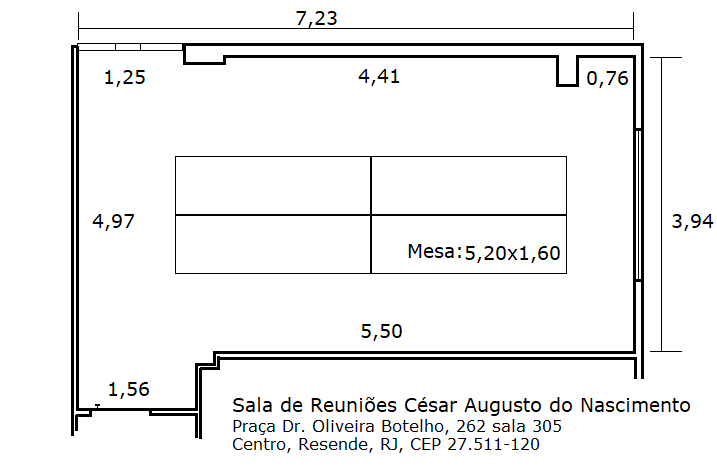 7,23
1,25
4,41
0,76
4,97
3,94
Mesa:5,20x1,60
5,50
1,56
Sala de Reuniões César Augusto do Nascimento
Praça Dr. Oliveira Botelho, 262 sala 305
Centro, Resende, RJ, CEP 27.511-120